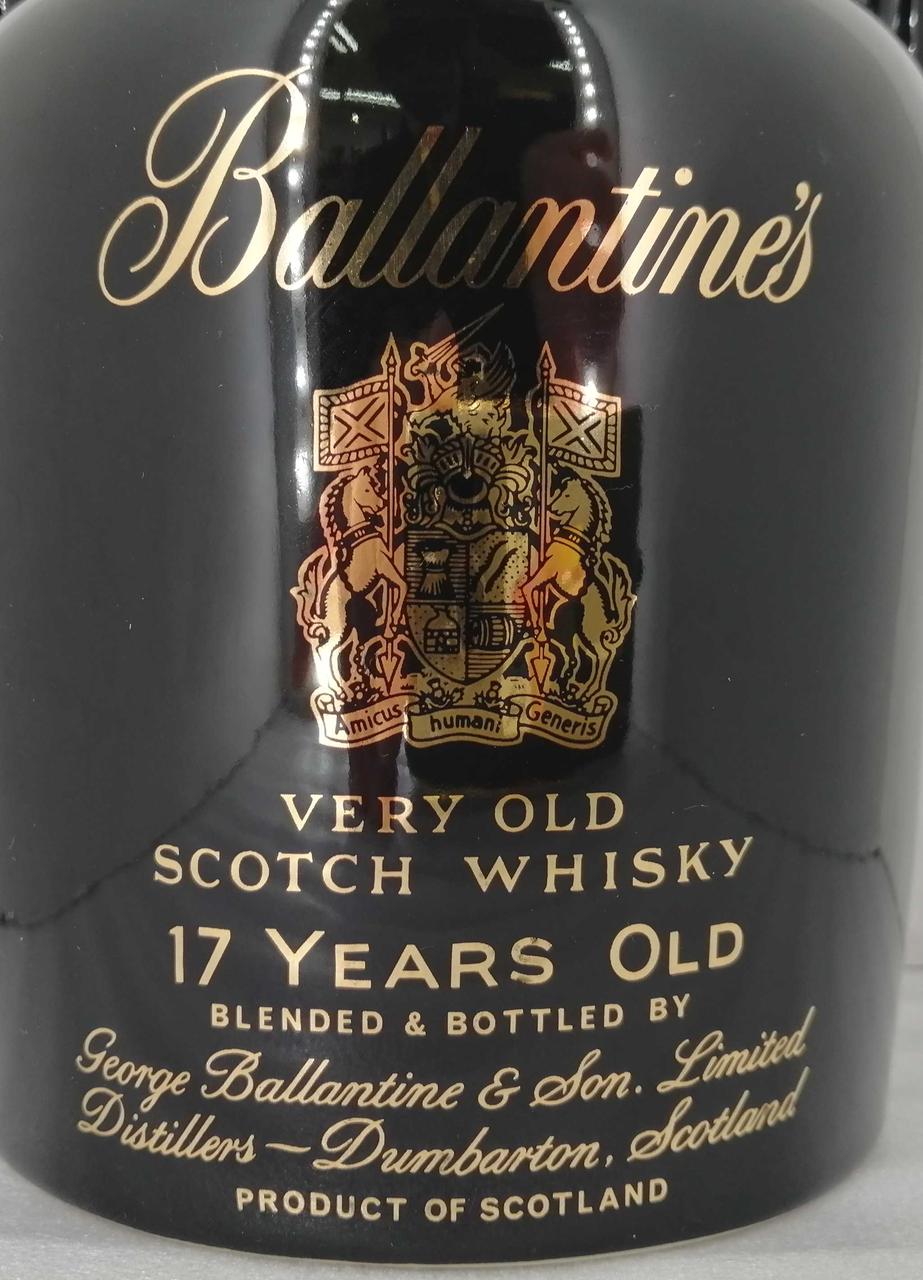 Ballantine's
Amicus humani Generis
VERY OLD
SCOTCH WHISKY
17 YEARS OLD
BLENDED & BOTTLED BY
George Ballantine & Son. Limited
Distillers — Dumbarton, Scotland
PRODUCT OF SCOTLAND